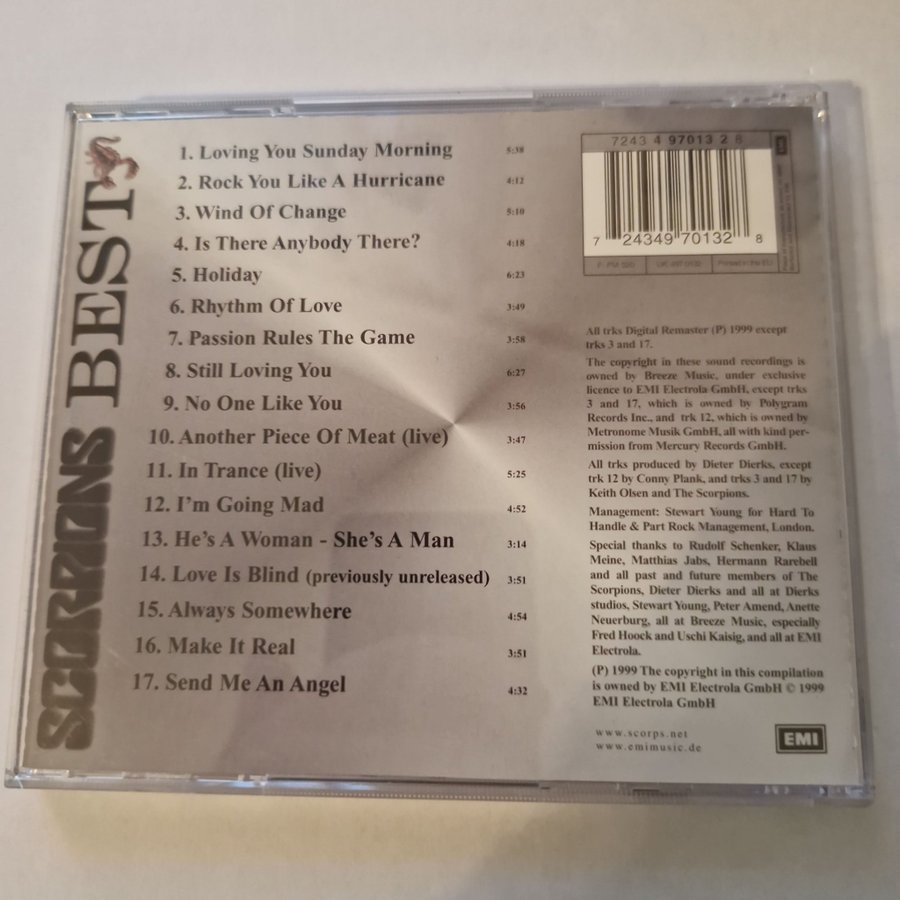 SCORPIONS BEST
1. Loving You Sunday Morning 5:38
2. Rock You Like A Hurricane 4:12
3. Wind Of Change 5:10
4. Is There Anybody There? 4:18
5. Holiday 6:23
6. Rhythm Of Love 3:49
7. Passion Rules The Game 3:58
8. Still Loving You 6:27
9. No One Like You 3:56
10. Another Piece Of Meat (live) 3:47
11. In Trance (live) 5:25
12. I'm Going Mad 4:52
13. He's A Woman - She's A Man 3:14
14. Love Is Blind (previously unreleased) 3:51
15. Always Somewhere 4:54
16. Make It Real 3:51
17. Send Me An Angel 4:32
7243 4 97013 2 8
7 24349 70132 8
Printed in the EU
All trks Digital Remaster (P) 1999 except
trks 3 and 17.
The copyright in these sound recordings is
owned by Breeze Music, under exclusive
licence to EMI Electrola GmbH, except trks
3 and 17, which is owned by Polygram
Records Inc., and trk 12, which is owned by
Metronome Musik GmbH, all with kind per-
mission from Mercury Records GmbH.
All trks produced by Dieter Dierks, except
trk 12 by Conny Plank, and trks 3 and 17 by
Keith Olsen and The Scorpions.
Management: Stewart Young for Hard To
Handle & Part Rock Management, London.
Special thanks to Rudolf Schenker, Klaus
Meine, Matthias Jabs, Hermann Rarebell
and all past and future members of The
Scorpions, Dieter Dierks and all at Dierks
studios, Stewart Young, Peter Amend, Anette
Neuerburg, all at Breeze Music, especially
Fred Hoock and Uschi Kaisig, and all at EMI
Electrola.
(P) 1999 The copyright in this compilation
is owned by EMI Electrola GmbH © 1999
EMI Electrola GmbH
www.scorps.net
www.emimusic.de
EMI